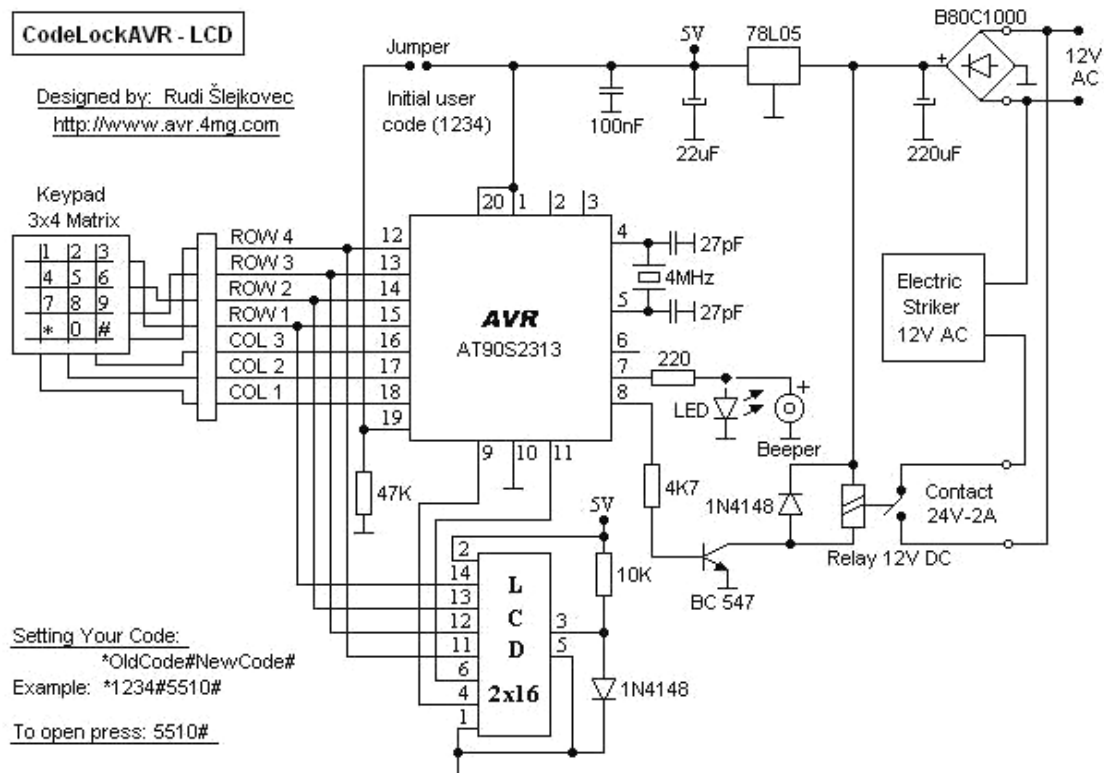 CodeLockAVR - LCD
Designed by: Rudi Šlejkovec
http://www.avr.4mg.com
Jumper
Initial user
code (1234)
5V
78L05
B80C1000
+
12V
AC
100nF
22uF
220uF
Keypad
3x4 Matrix
1 2 3
4 5 6
7 8 9
* 0 #
ROW 4
ROW 3
ROW 2
ROW 1
COL 3
COL 2
COL 1
20 1 2 3
12
13
14
15
16
17
18
19
4
5
6
7
8
9 10 11
AVR
AT90S2313
27pF
4MHz
27pF
220
LED
+
Beeper
Electric
Striker
12V AC
47K
4K7
1N4148
Contact
24V-2A
Relay 12V DC
BC 547
5V
10K
2
14
13
12
11
6
4
1
L
C
D
2x16
3
5
1N4148
Setting Your Code:
*OldCode#NewCode#
Example: *1234#5510#
To open press: 5510#